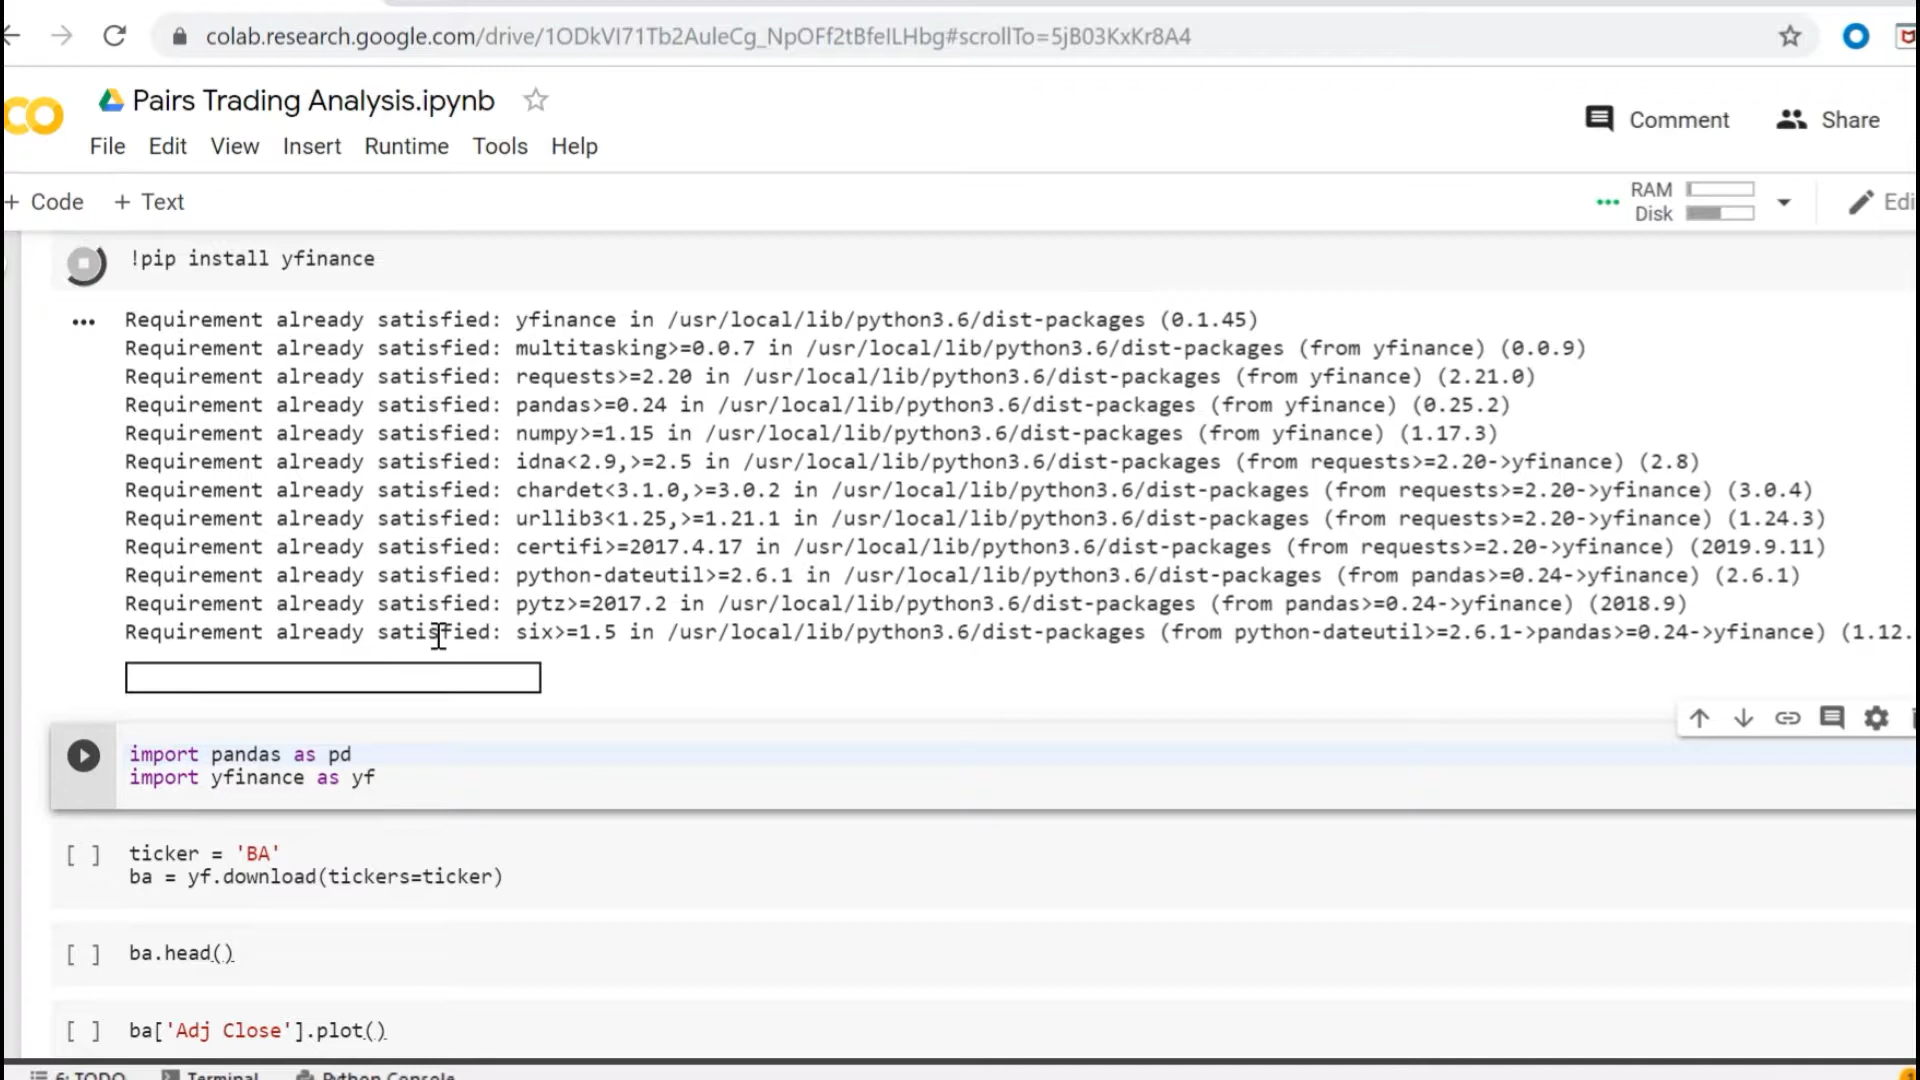 colab.research.google.com/drive/1ODkVI71Tb2AuleCg_NpOFf2tBfeILHbg#scrollTo=5jB03KxKr8A4
Pairs Trading Analysis.ipynb
Comment Share
File Edit View Insert Runtime Tools Help
+ Code + Text
RAM
Disk
Edi
!pip install yfinance
Requirement already satisfied: yfinance in /usr/local/lib/python3.6/dist-packages (0.1.45)
Requirement already satisfied: multitasking>=0.0.7 in /usr/local/lib/python3.6/dist-packages (from yfinance) (0.0.9)
Requirement already satisfied: requests>=2.20 in /usr/local/lib/python3.6/dist-packages (from yfinance) (2.21.0)
Requirement already satisfied: pandas>=0.24 in /usr/local/lib/python3.6/dist-packages (from yfinance) (0.25.2)
Requirement already satisfied: numpy>=1.15 in /usr/local/lib/python3.6/dist-packages (from yfinance) (1.17.3)
Requirement already satisfied: idna<2.9,>=2.5 in /usr/local/lib/python3.6/dist-packages (from requests>=2.20->yfinance) (2.8)
Requirement already satisfied: chardet<3.1.0,>=3.0.2 in /usr/local/lib/python3.6/dist-packages (from requests>=2.20->yfinance) (3.0.4)
Requirement already satisfied: urllib3<1.25,>=1.21.1 in /usr/local/lib/python3.6/dist-packages (from requests>=2.20->yfinance) (1.24.3)
Requirement already satisfied: certifi>=2017.4.17 in /usr/local/lib/python3.6/dist-packages (from requests>=2.20->yfinance) (2019.9.11)
Requirement already satisfied: python-dateutil>=2.6.1 in /usr/local/lib/python3.6/dist-packages (from pandas>=0.24->yfinance) (2.6.1)
Requirement already satisfied: pytz>=2017.2 in /usr/local/lib/python3.6/dist-packages (from pandas>=0.24->yfinance) (2018.9)
Requirement already satisfied: six>=1.5 in /usr/local/lib/python3.6/dist-packages (from python-dateutil>=2.6.1->pandas>=0.24->yfinance) (1.12.
import pandas as pd
import yfinance as yf
[ ] ticker = 'BA'
ba = yf.download(tickers=ticker)
[ ] ba.head()
[ ] ba['Adj Close'].plot()
6: TODO Terminal Python Console